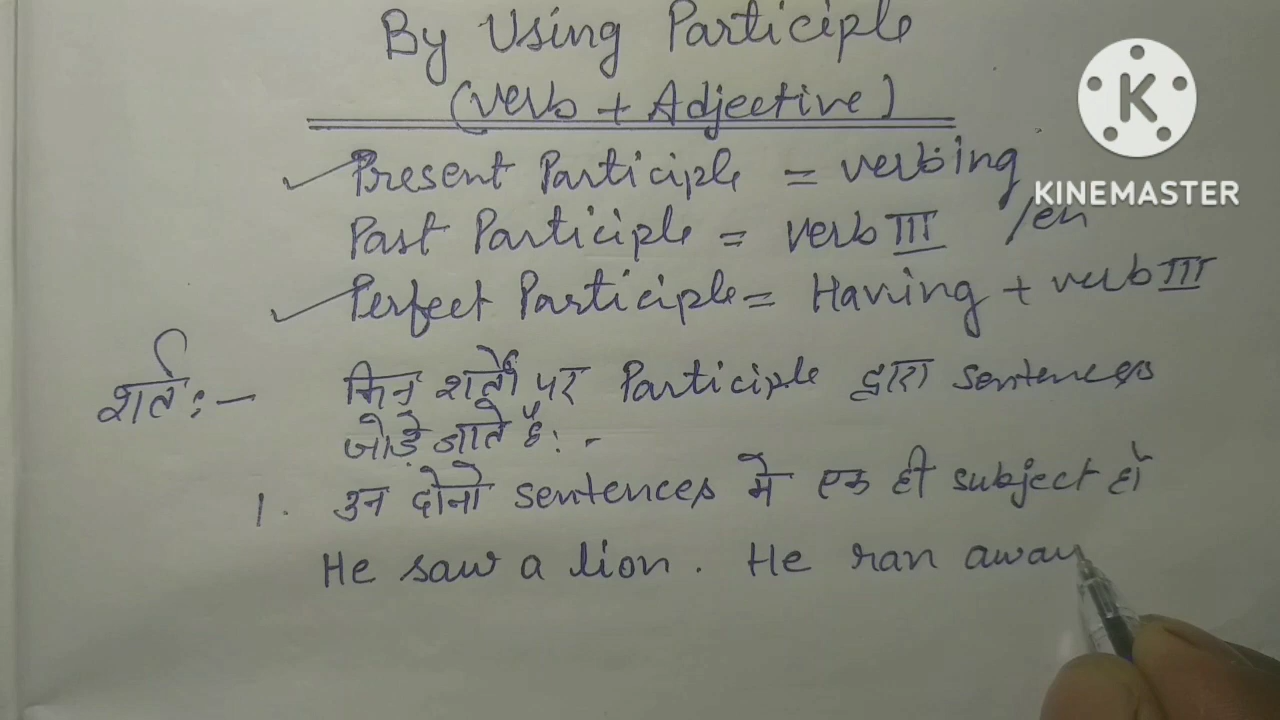 By Using Participle
(verb + Adjective)
Present Participle = verbing
Past Participle = verb III /en
Perfect Participle = Having + verb III
शर्त :- किन शर्तों पर Participle द्वारा sentences
जोड़े जाते है : -
1. उन दोनो sentences मे एक ही subject हो
He saw a lion. He ran away
K
KINEMASTER